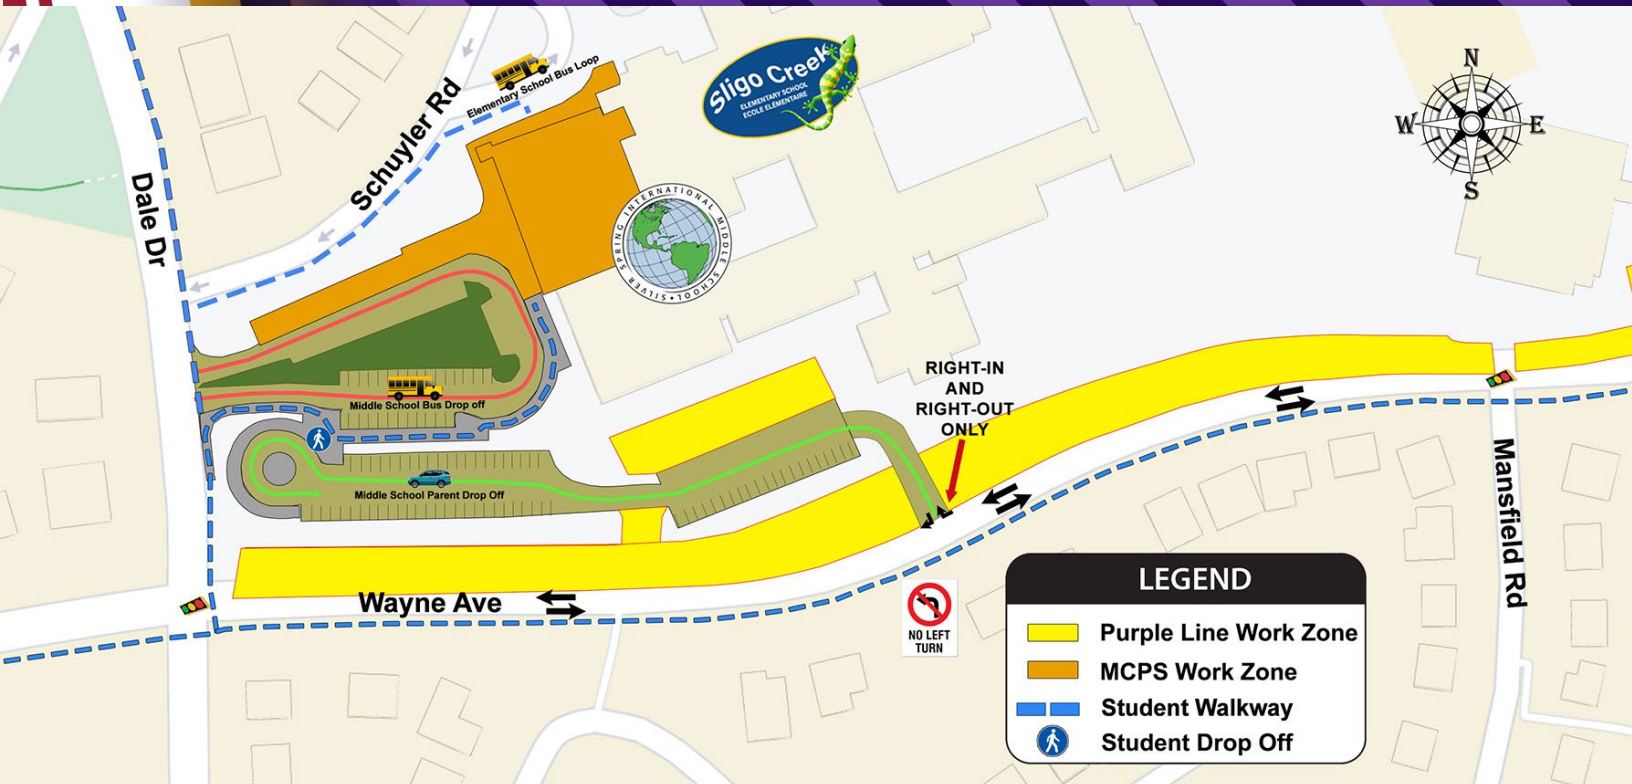 Elementary School Bus Loop
Sligo Creek
ELEMENTARY SCHOOL
ECOLE ELÉMENTAIRE
N
W
E
S
Schuyler Rd
Dale Dr
SILVER SPRING INTERNATIONAL MIDDLE SCHOOL
Middle School Bus Drop off
RIGHT-IN
AND
RIGHT-OUT
ONLY
Middle School Parent Drop Off
Mansfield Rd
Wayne Ave
NO LEFT
TURN
LEGEND
Purple Line Work Zone
MCPS Work Zone
Student Walkway
Student Drop Off